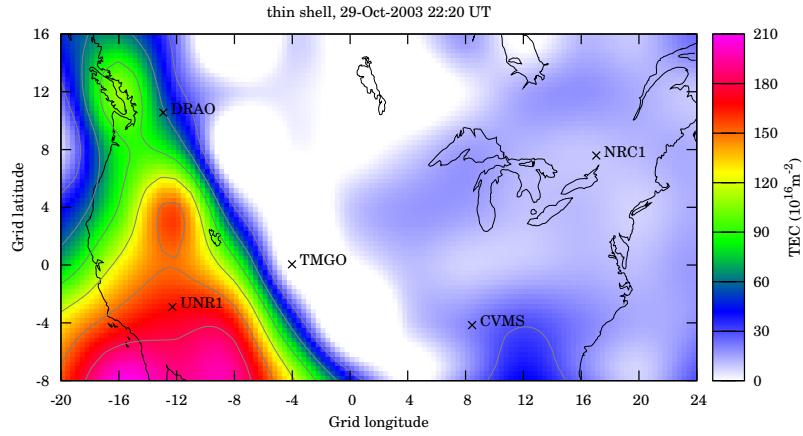 thin shell, 29-Oct-2003 22:20 UT
16
12
8
4
0
-4
-8
Grid latitude
DRAO
NRC1
TMGO
UNR1
CVMS
-20 -16 -12 -8 -4 0 4 8 12 16 20 24
Grid longitude
210
180
150
120
90
60
30
0
TEC (10^16 m^-2)